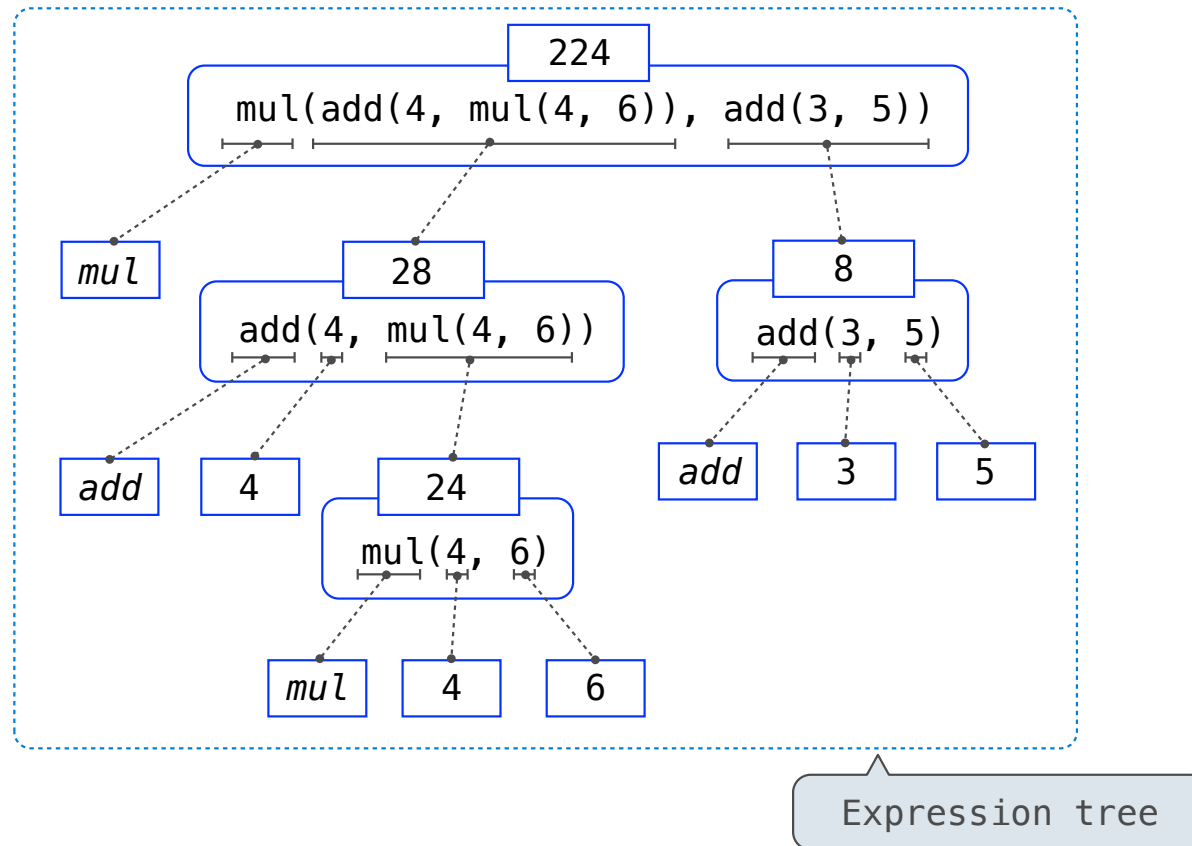 224
mul(add(4, mul(4, 6)), add(3, 5))
mul
28
8
add(4, mul(4, 6))
add(3, 5)
add
4
24
add
3
5
mul(4, 6)
mul
4
6
Expression tree